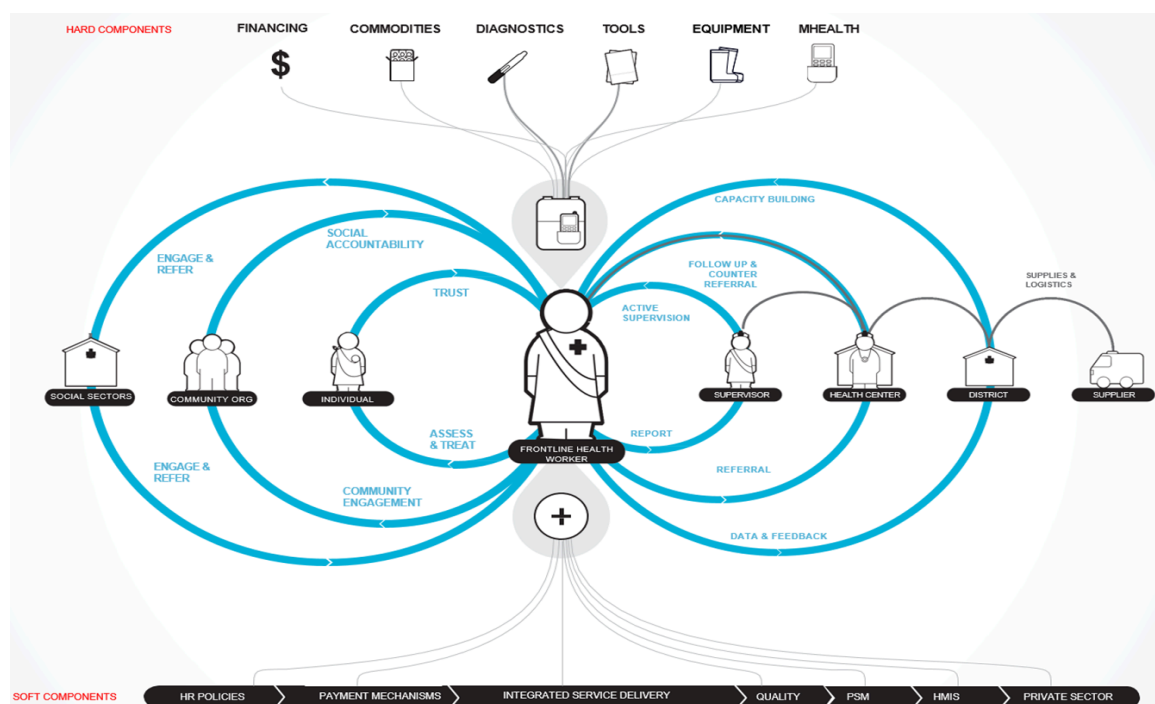 HARD COMPONENTS
FINANCING
COMMODITIES
DIAGNOSTICS
TOOLS
EQUIPMENT
MHEALTH
$
CAPACITY BUILDING
SOCIAL
ACCOUNTABILITY
ENGAGE &
REFER
FOLLOW UP &
COUNTER
REFERRAL
SUPPLIES &
LOGISTICS
TRUST
ACTIVE
SUPERVISION
SOCIAL SECTORS
COMMUNITY ORG
INDIVIDUAL
SUPERVISOR
HEALTH CENTER
DISTRICT
SUPPLIER
ASSESS
& TREAT
REPORT
FRONTLINE HEALTH
WORKER
ENGAGE &
REFER
REFERRAL
COMMUNITY
ENGAGEMENT
DATA & FEEDBACK
SOFT COMPONENTS
HR POLICIES
PAYMENT MECHANISMS
INTEGRATED SERVICE DELIVERY
QUALITY
PSM
HMIS
PRIVATE SECTOR